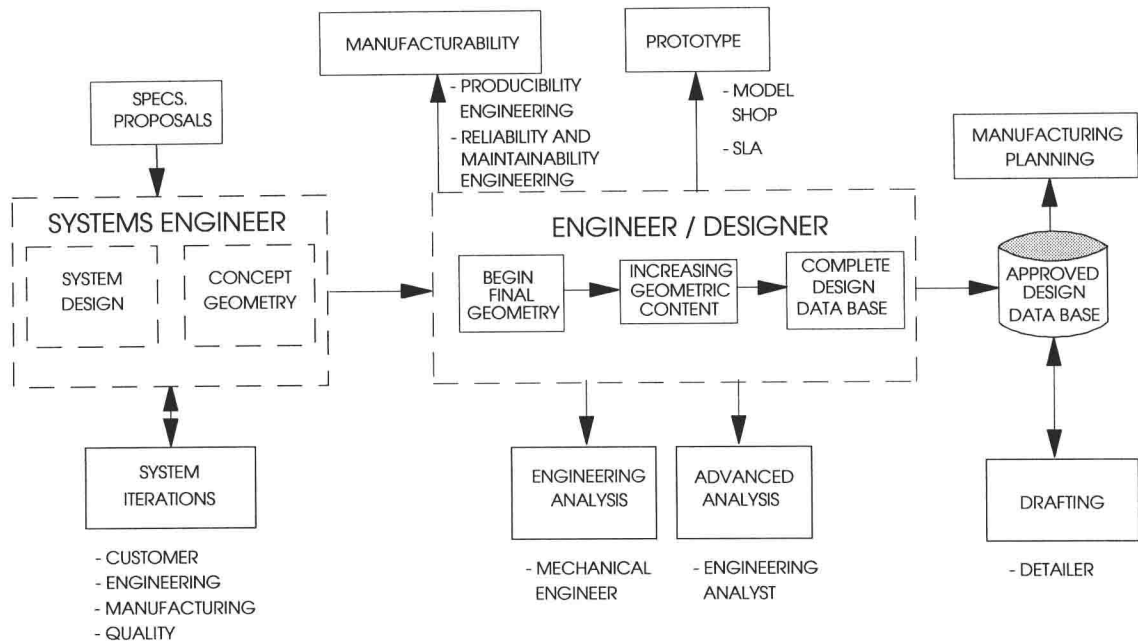 MANUFACTURABILITY
- PRODUCIBILITY
ENGINEERING
- RELIABILITY AND
MAINTAINABILITY
ENGINEERING
PROTOTYPE
- MODEL
SHOP
- SLA
SPECS.
PROPOSALS
MANUFACTURING
PLANNING
SYSTEMS ENGINEER
SYSTEM
DESIGN
CONCEPT
GEOMETRY
ENGINEER / DESIGNER
BEGIN
FINAL
GEOMETRY
INCREASING
GEOMETRIC
CONTENT
COMPLETE
DESIGN
DATA BASE
APPROVED
DESIGN
DATA BASE
SYSTEM
ITERATIONS
- CUSTOMER
- ENGINEERING
- MANUFACTURING
- QUALITY
ENGINEERING
ANALYSIS
- MECHANICAL
ENGINEER
ADVANCED
ANALYSIS
- ENGINEERING
ANALYST
DRAFTING
- DETAILER